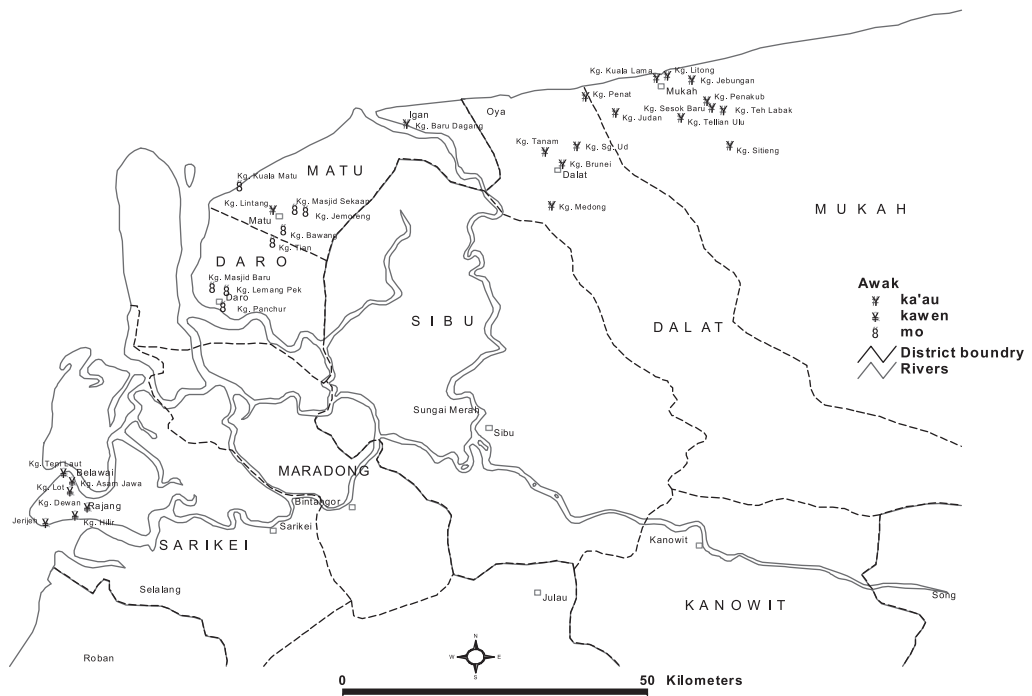 Kg. Kuala Lama
Kg. Litong
Kg. Jebungan
Mukah
Kg. Penat
Kg. Penakub
Kg. Sesok Baru
Kg. Teh Labak
Kg. Judan
Kg. Tellian Ulu
Igan
Oya
Kg. Baru Dagang
Kg. Tanam
Kg. Sg. Ud
Kg. Sitieng
Kg. Brunei
Dalat
MATU
Kg. Kuala Matu
Kg. Lintang
Kg. Masjid Sekaan
Kg. Jemoreng
Matu
Kg. Medong
MUKAH
Kg. Bawang
Kg. Tian
DARO
Kg. Masjid Baru
Kg. Lemang Pek
Daro
Kg. Panchur
SIBU
DALAT
Awak
¥ ka'au
¥ kawen
8 mo
District boundry
Rivers
Sungai Merah
Sibu
Kg. Tem Laut
Belawai
Kg. Asam Jawa
Kg. Lot
Kg. Dewan
Rajang
Jerijeh
Kg. Hilir
MARADONG
Bintangor
Sarikei
SARIKEI
Kanowit
Selalang
Julau
KANOWIT
Song
Roban
N
W E
S
0 50 Kilometers